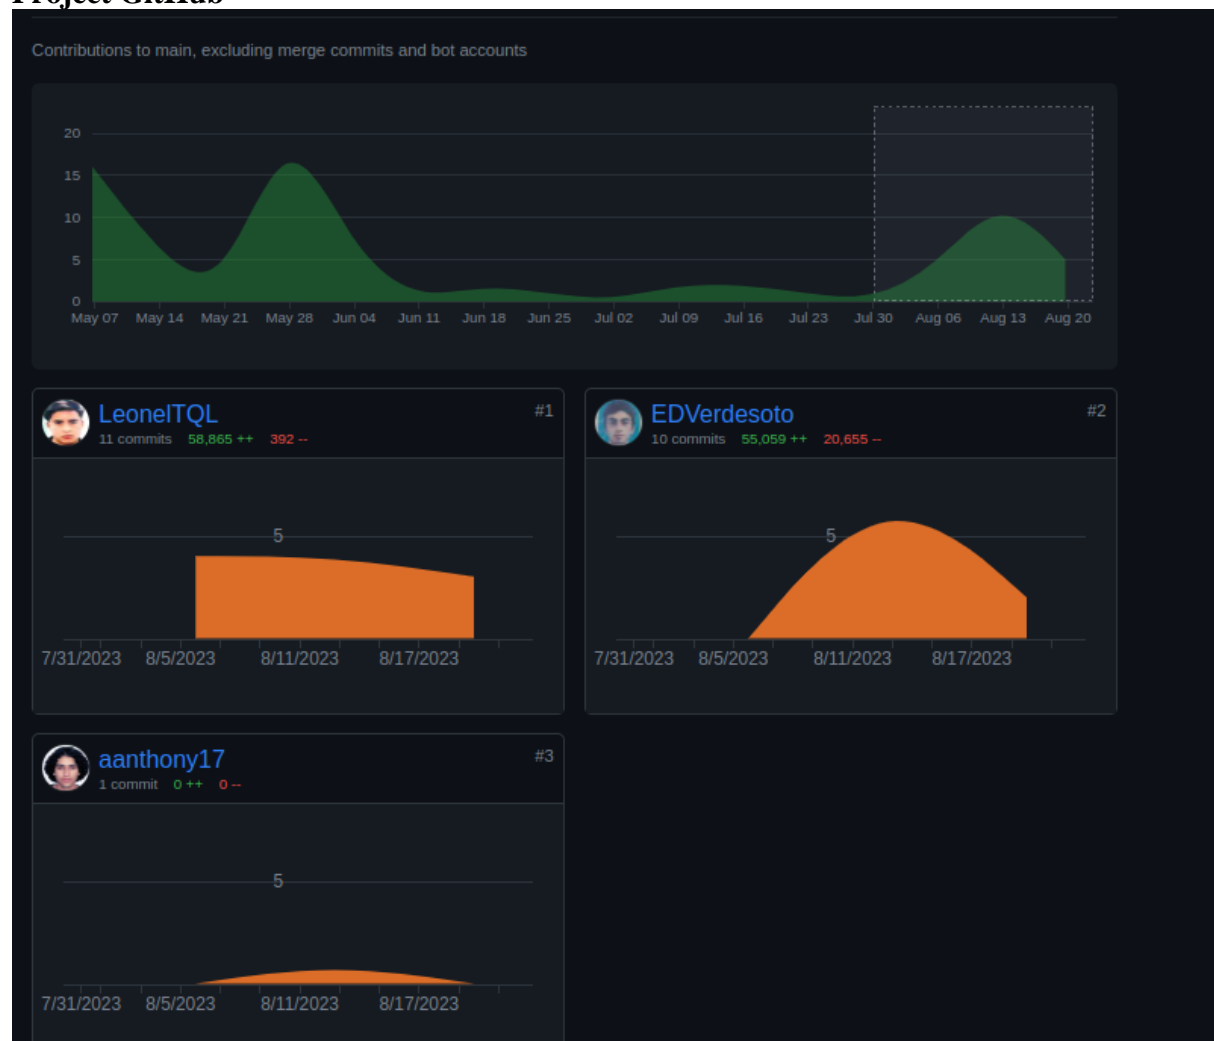 Project GitHub
Contributions to main, excluding merge commits and bot accounts
20
15
10
5
0
May 07 May 14 May 21 May 28 Jun 04 Jun 11 Jun 18 Jun 25 Jul 02 Jul 09 Jul 16 Jul 23 Jul 30 Aug 06 Aug 13 Aug 20
LeonelTQL #1
11 commits 58,865 ++ 392 --
5
7/31/2023 8/5/2023 8/11/2023 8/17/2023
EDVerdesoto #2
10 commits 55,059 ++ 20,655 --
5
7/31/2023 8/5/2023 8/11/2023 8/17/2023
aanthony17 #3
1 commit 0 ++ 0 --
5
7/31/2023 8/5/2023 8/11/2023 8/17/2023